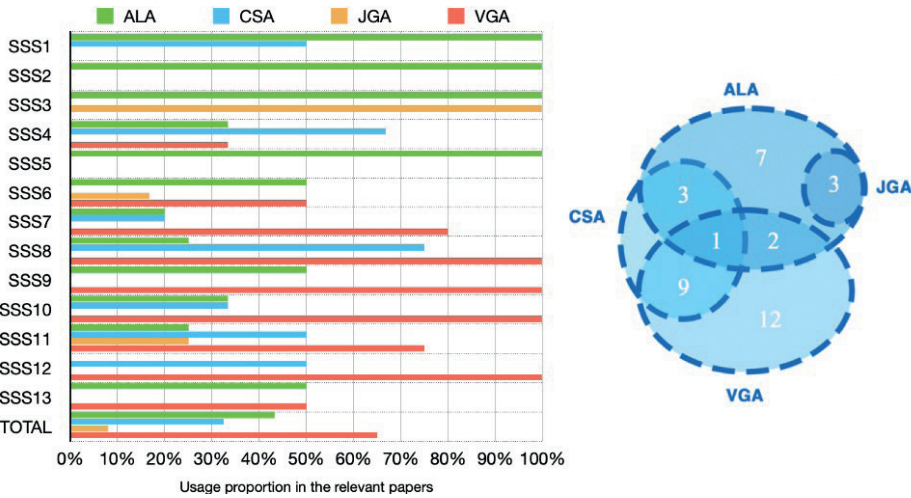 ALA CSA JGA VGA
SSS1
SSS2
SSS3
SSS4
SSS5
SSS6
SSS7
SSS8
SSS9
SSS10
SSS11
SSS12
SSS13
TOTAL
0% 10% 20% 30% 40% 50% 60% 70% 80% 90% 100%
Usage proportion in the relevant papers
ALA
7
3
3
JGA
CSA
1
2
9
12
VGA